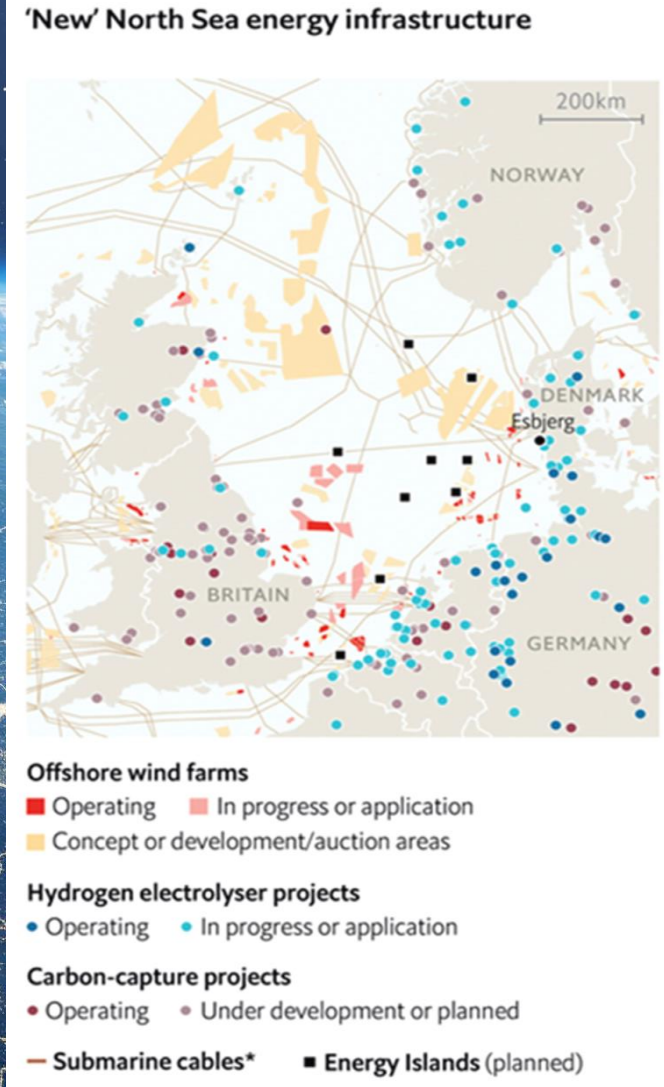 'New' North Sea energy infrastructure
200km
NORWAY
DENMARK
Esbjerg
BRITAIN
GERMANY
Offshore wind farms
Operating In progress or application
Concept or development/auction areas
Hydrogen electrolyser projects
Operating In progress or application
Carbon-capture projects
Operating Under development or planned
Submarine cables* Energy Islands (planned)